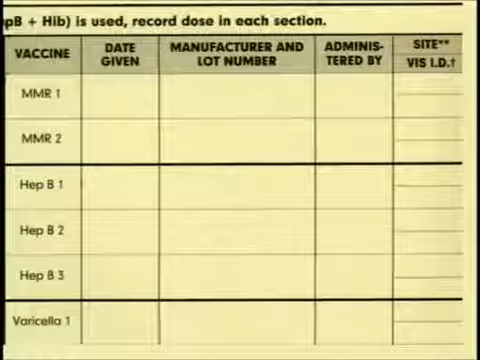 pB + Hib) is used, record dose in each section.
VACCINE DATE GIVEN MANUFACTURER AND LOT NUMBER ADMINIS-TERED BY SITE** VIS I.D.†
MMR 1
MMR 2
Hep B 1
Hep B 2
Hep B 3
Varicella 1